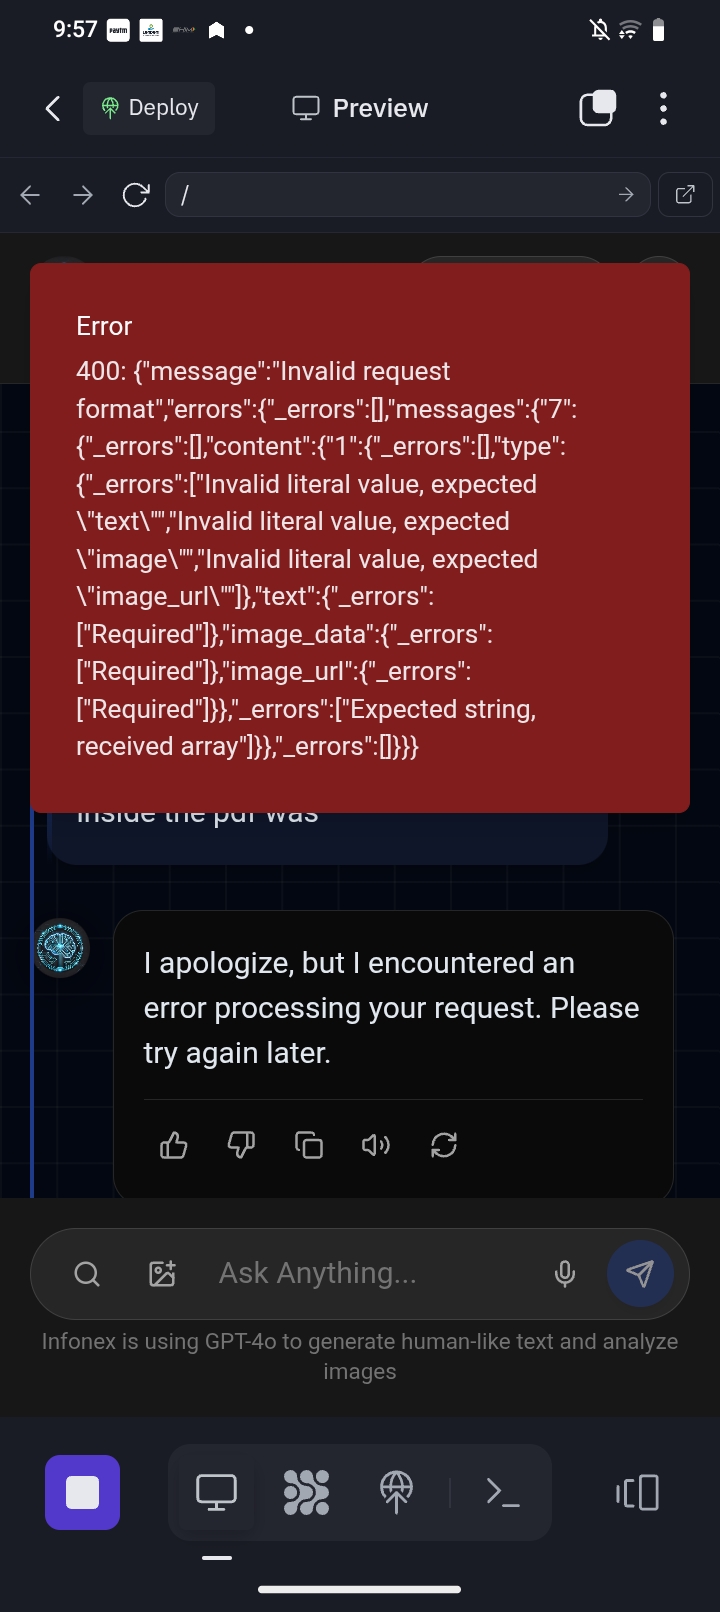 9:57
paytm
Deploy
Preview
/
Error
400: {"message":"Invalid request
format","errors":{"_errors":[],"messages":{"7":
{"_errors":[],"content":{"1":{"_errors":[],"type":
{"_errors":["Invalid literal value, expected
\"text\"","Invalid literal value, expected
\"image\"","Invalid literal value, expected
\"image_url\""]},"text":{"_errors":
["Required"]},"image_data":{"_errors":
["Required"]},"image_url":{"_errors":
["Required"]}},"_errors":["Expected string,
received array"]}},"_errors":[]}}}
inside the pdf was
I apologize, but I encountered an
error processing your request. Please
try again later.
Ask Anything...
Infonex is using GPT-4o to generate human-like text and analyze
images